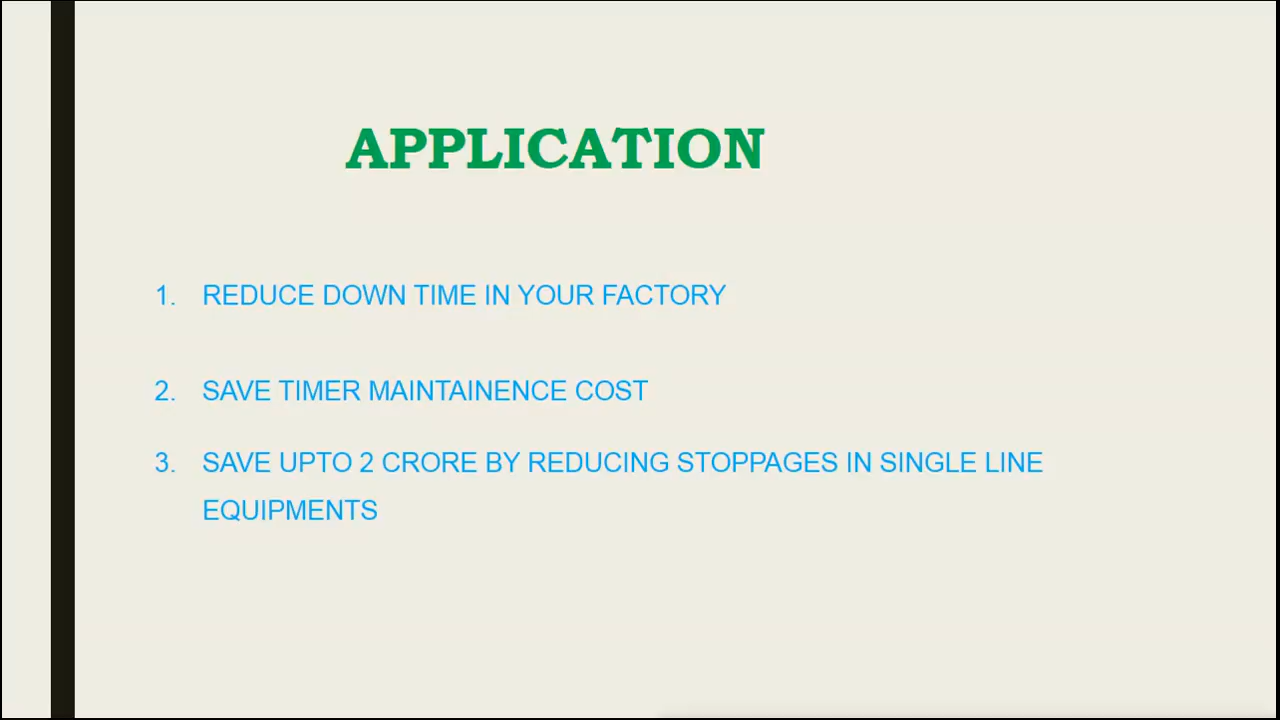 APPLICATION
1. REDUCE DOWN TIME IN YOUR FACTORY
2. SAVE TIMER MAINTAINENCE COST
3. SAVE UPTO 2 CRORE BY REDUCING STOPPAGES IN SINGLE LINE
EQUIPMENTS